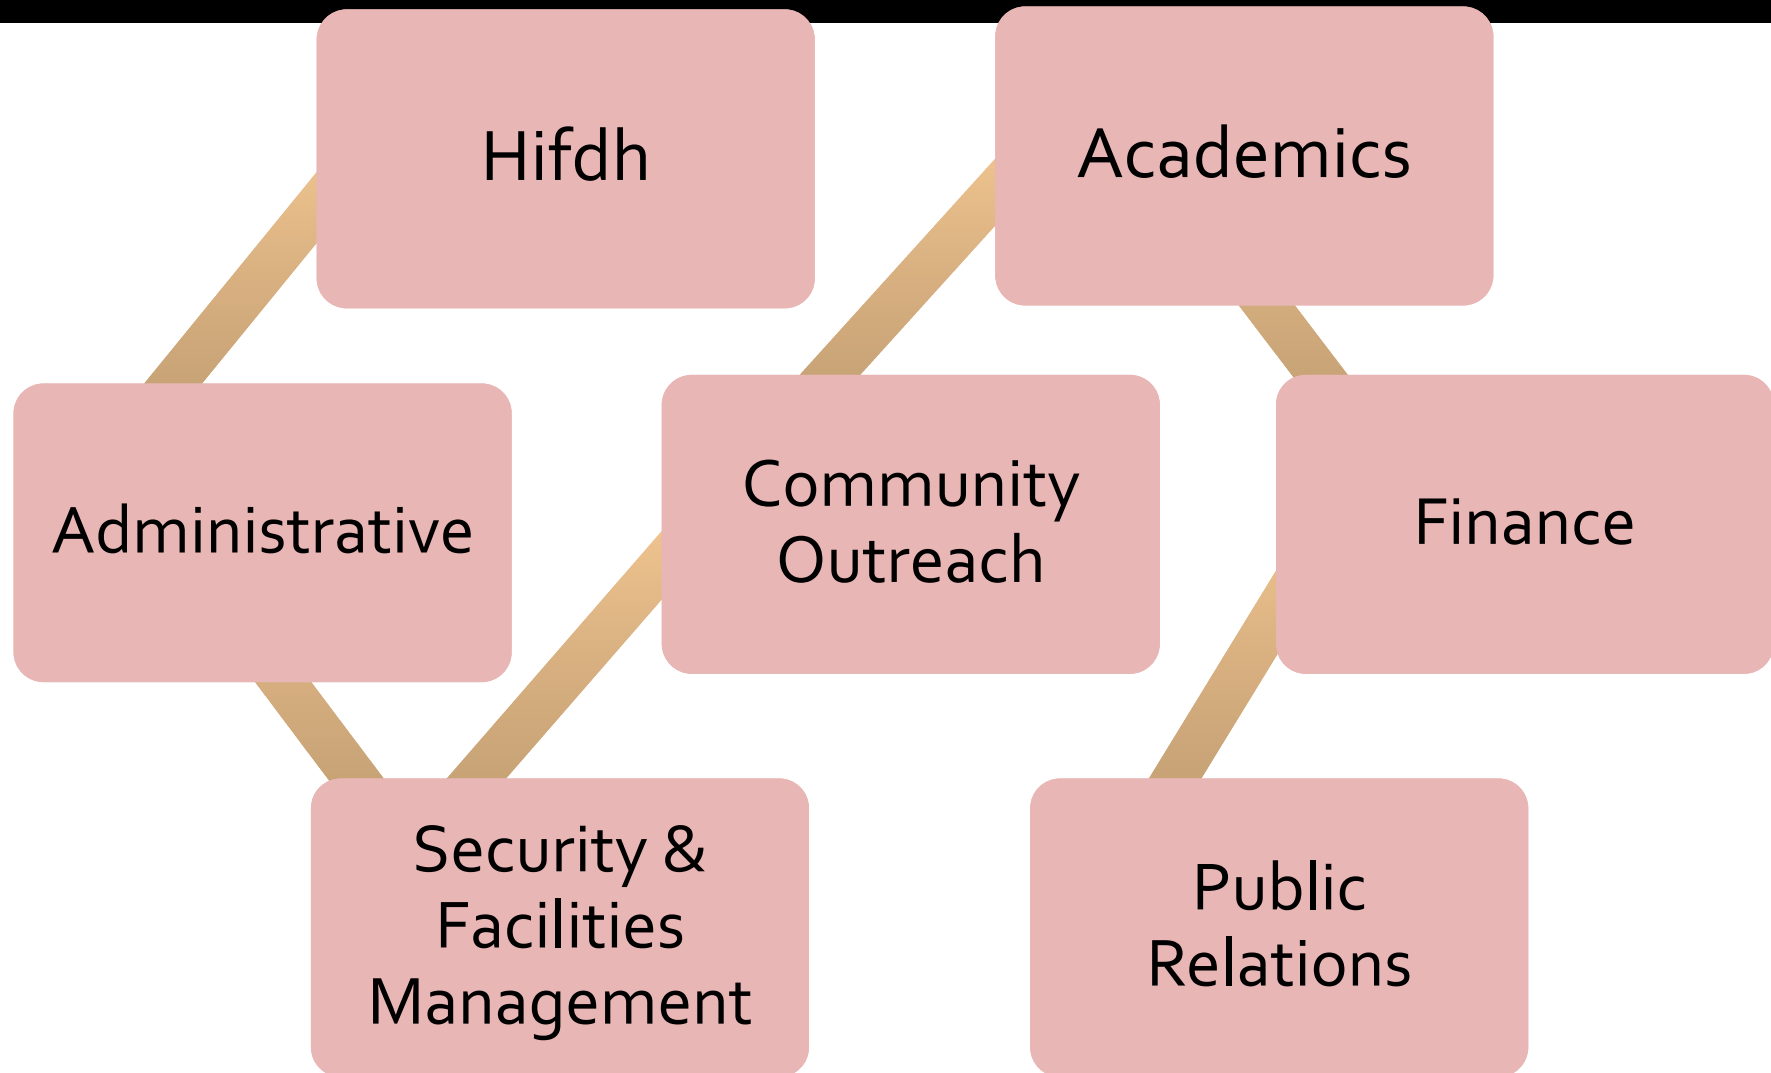 Hifdh
Academics
Administrative
Community
Outreach
Finance
Security &
Facilities
Management
Public
Relations